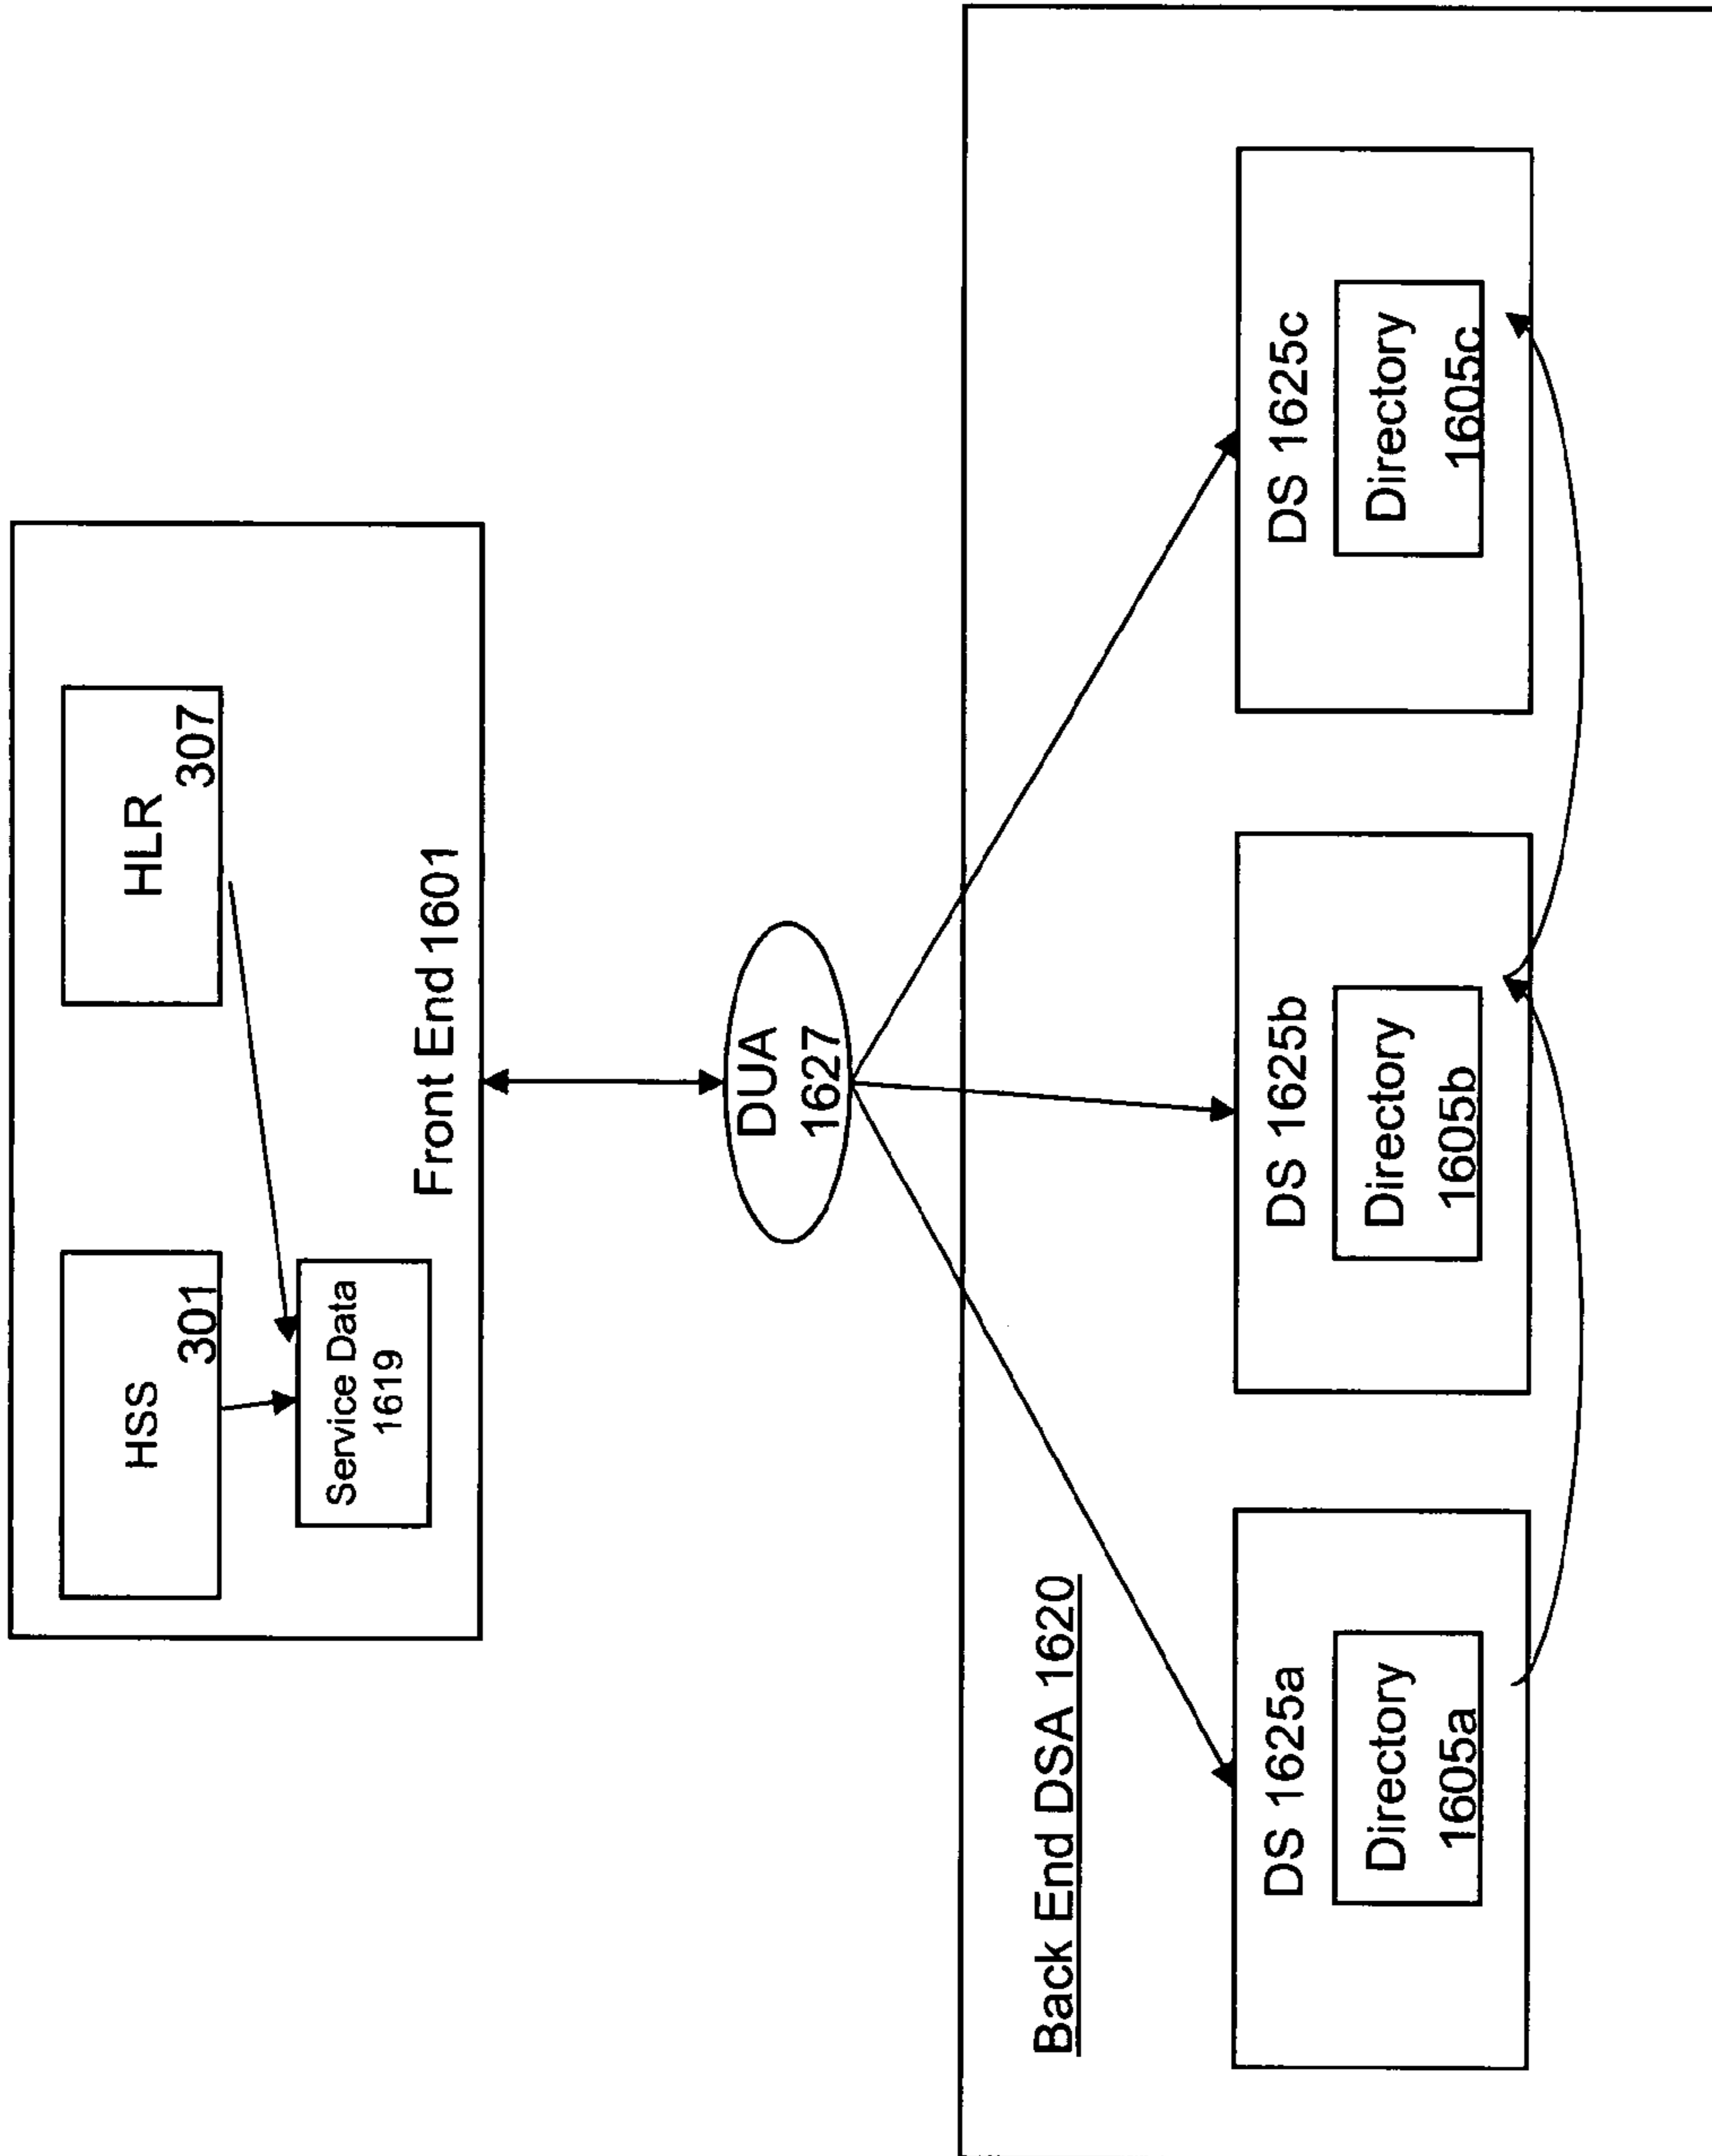 HSS
301
HLR
307
Service Data
1619
Front End 1601
DUA
1627
Back End DSA 1620
DS 1625a
Directory
1605a
DS 1625b
Directory
1605b
DS 1625c
Directory
1605c